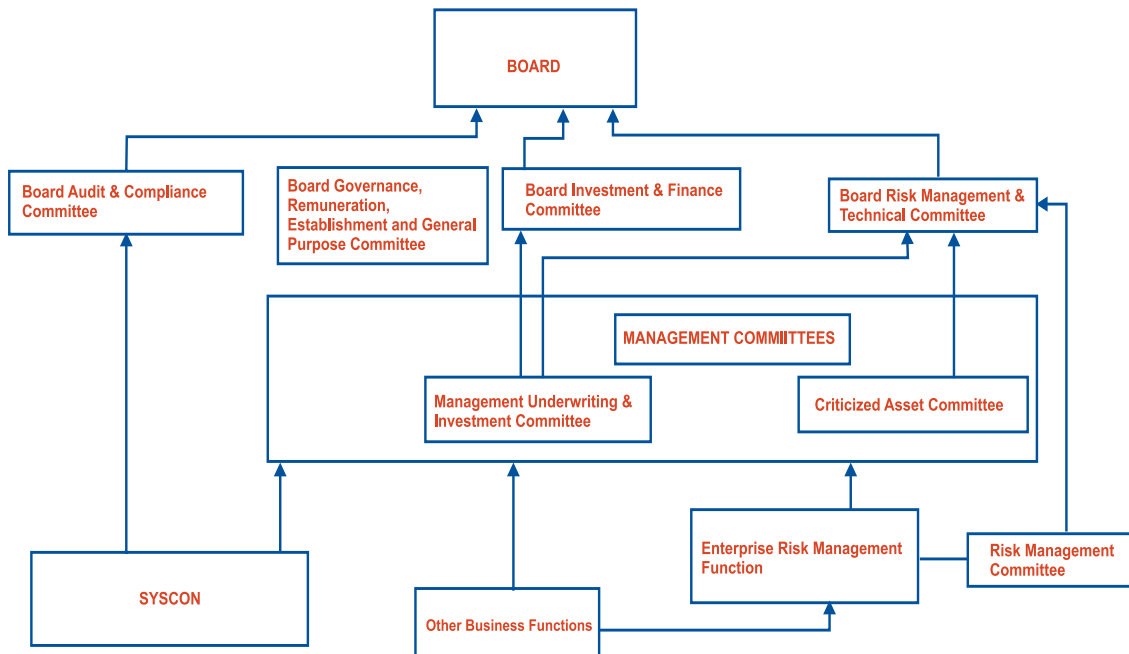 BOARD
Board Audit & Compliance
Committee
Board Governance,
Remuneration,
Establishment and General
Purpose Committee
Board Investment & Finance
Committee
Board Risk Management &
Technical Committee
MANAGEMENT COMMITTEES
Management Underwriting &
Investment Committee
Criticized Asset Committee
SYSCON
Other Business Functions
Enterprise Risk Management
Function
Risk Management
Committee